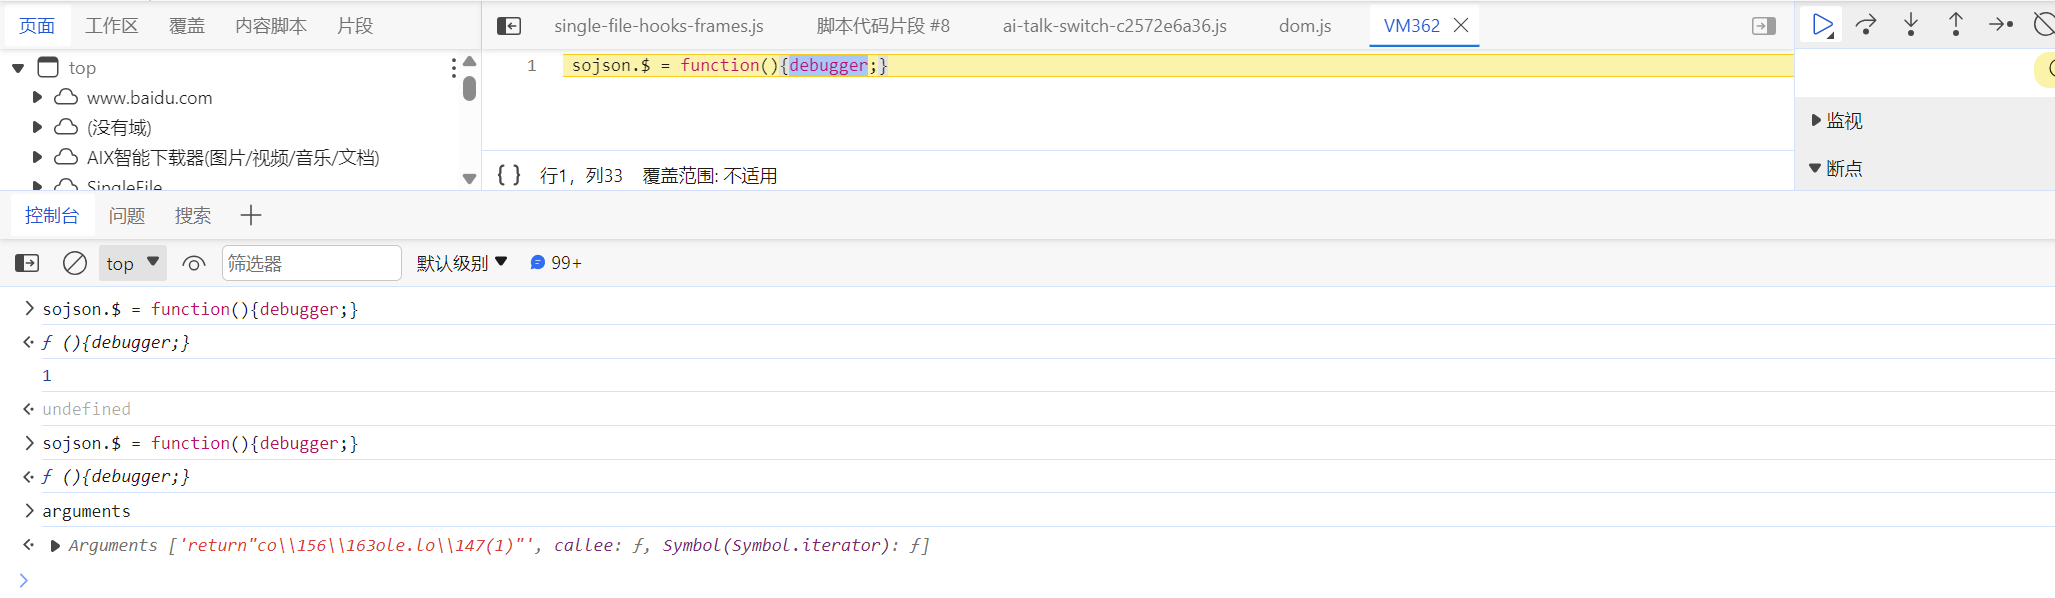 页面 工作区 覆盖 内容脚本 片段
single-file-hooks-frames.js 脚本代码片段 #8 ai-talk-switch-c2572e6a36.js dom.js VM362
top
www.baidu.com
(没有域)
AIX智能下载器(图片/视频/音乐/文档)
SingleFile
1 sojson.$ = function(){debugger;}
{ } 行1，列33 覆盖范围: 不适用
监视
断点
控制台 问题 搜索
top 筛选器 默认级别 99+
sojson.$ = function(){debugger;}
ƒ (){debugger;}
1
undefined
sojson.$ = function(){debugger;}
ƒ (){debugger;}
arguments
Arguments ['return"co\\156\\163ole.lo\\147(1)"', callee: ƒ, Symbol(Symbol.iterator): ƒ]